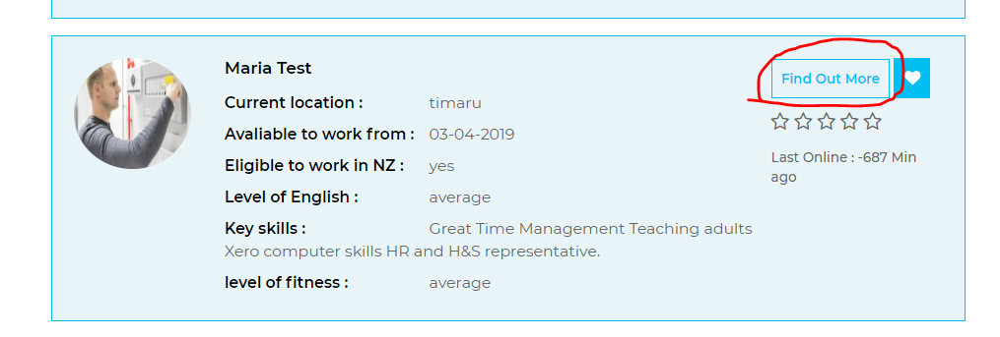 Maria Test
Find Out More
Current location : timaru
Avaliable to work from : 03-04-2019
Eligible to work in NZ : yes
Level of English : average
Key skills : Great Time Management Teaching adults
Xero computer skills HR and H&S representative.
level of fitness : average
Last Online : -687 Min
ago